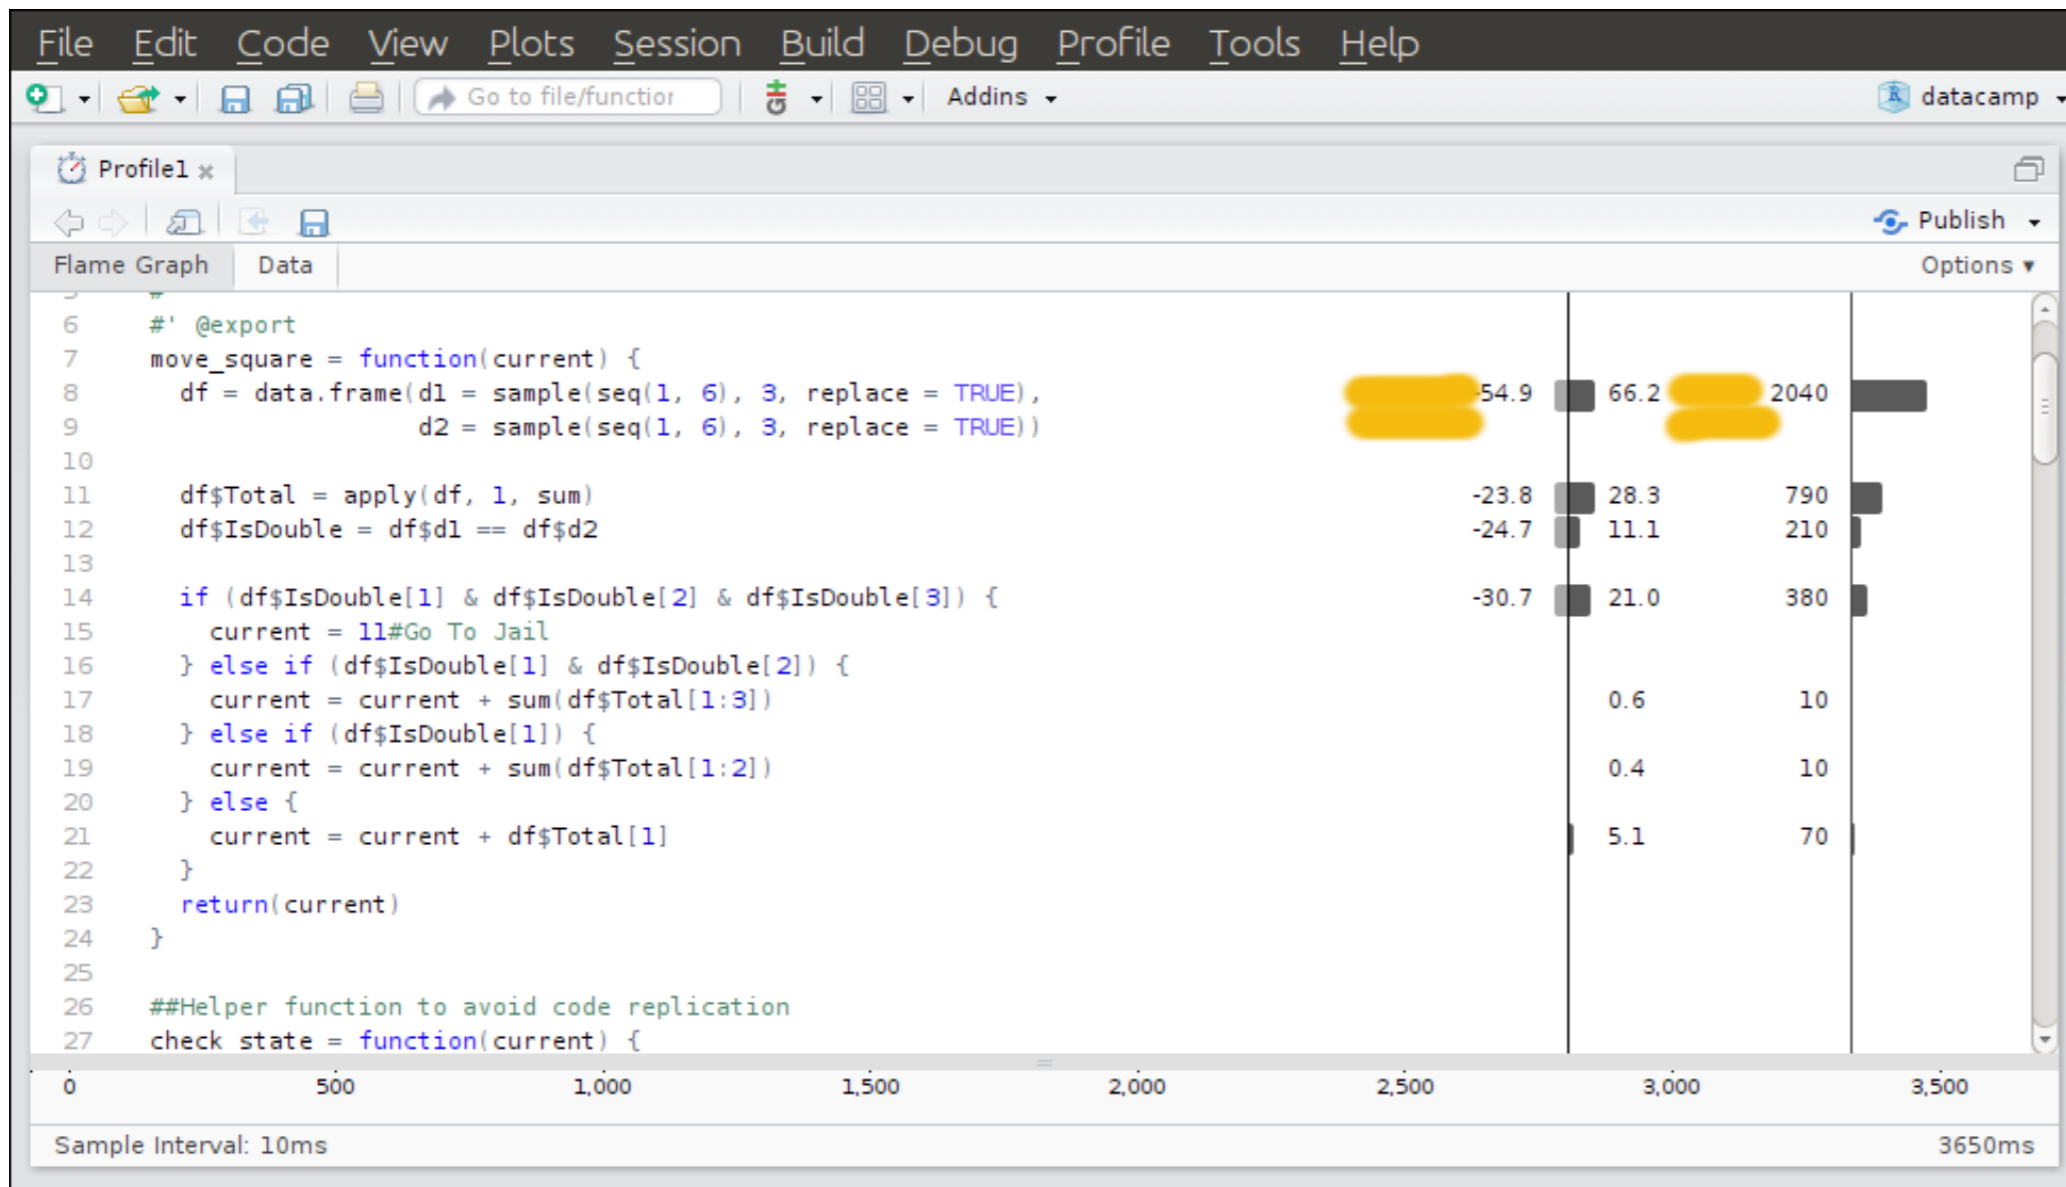 File Edit Code View Plots Session Build Debug Profile Tools Help
Go to file/function Addins datacamp
Profile1
Publish
Flame Graph Data Options
6 #' @export
7 move_square = function(current) {
8 df = data.frame(d1 = sample(seq(1, 6), 3, replace = TRUE), -54.9 66.2 2040
9 d2 = sample(seq(1, 6), 3, replace = TRUE))
10
11 df$Total = apply(df, 1, sum) -23.8 28.3 790
12 df$IsDouble = df$d1 == df$d2 -24.7 11.1 210
13
14 if (df$IsDouble[1] & df$IsDouble[2] & df$IsDouble[3]) { -30.7 21.0 380
15 current = 11#Go To Jail
16 } else if (df$IsDouble[1] & df$IsDouble[2]) {
17 current = current + sum(df$Total[1:3]) 0.6 10
18 } else if (df$IsDouble[1]) {
19 current = current + sum(df$Total[1:2]) 0.4 10
20 } else {
21 current = current + df$Total[1] 5.1 70
22 }
23 return(current)
24 }
25
26 ##Helper function to avoid code replication
27 check state = function(current) {
0 500 1,000 1,500 2,000 2,500 3,000 3,500
Sample Interval: 10ms 3650ms